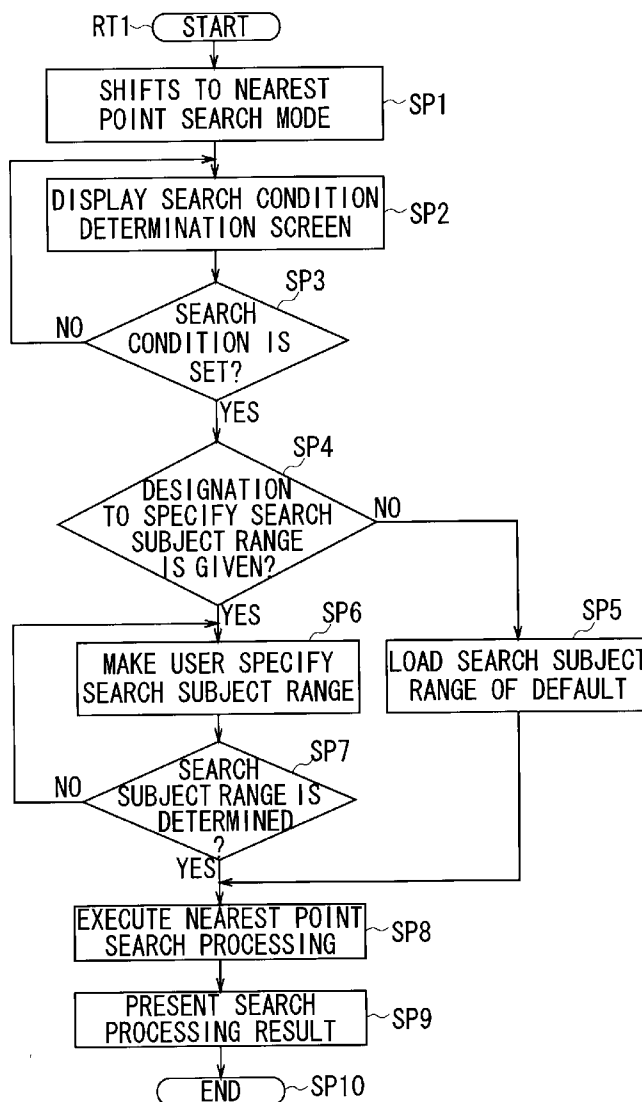 RT1 START
SHIFTS TO NEAREST
POINT SEARCH MODE
SP1
DISPLAY SEARCH CONDITION
DETERMINATION SCREEN
SP2
SP3
SEARCH
CONDITION IS
SET?
NO
YES
SP4
DESIGNATION
TO SPECIFY SEARCH
SUBJECT RANGE
IS GIVEN?
NO
YES
SP6
MAKE USER SPECIFY
SEARCH SUBJECT RANGE
SP5
LOAD SEARCH SUBJECT
RANGE OF DEFAULT
SP7
SEARCH
SUBJECT RANGE IS
DETERMINED
?
NO
YES
EXECUTE NEAREST POINT
SEARCH PROCESSING
SP8
PRESENT SEARCH
PROCESSING RESULT
SP9
END SP10